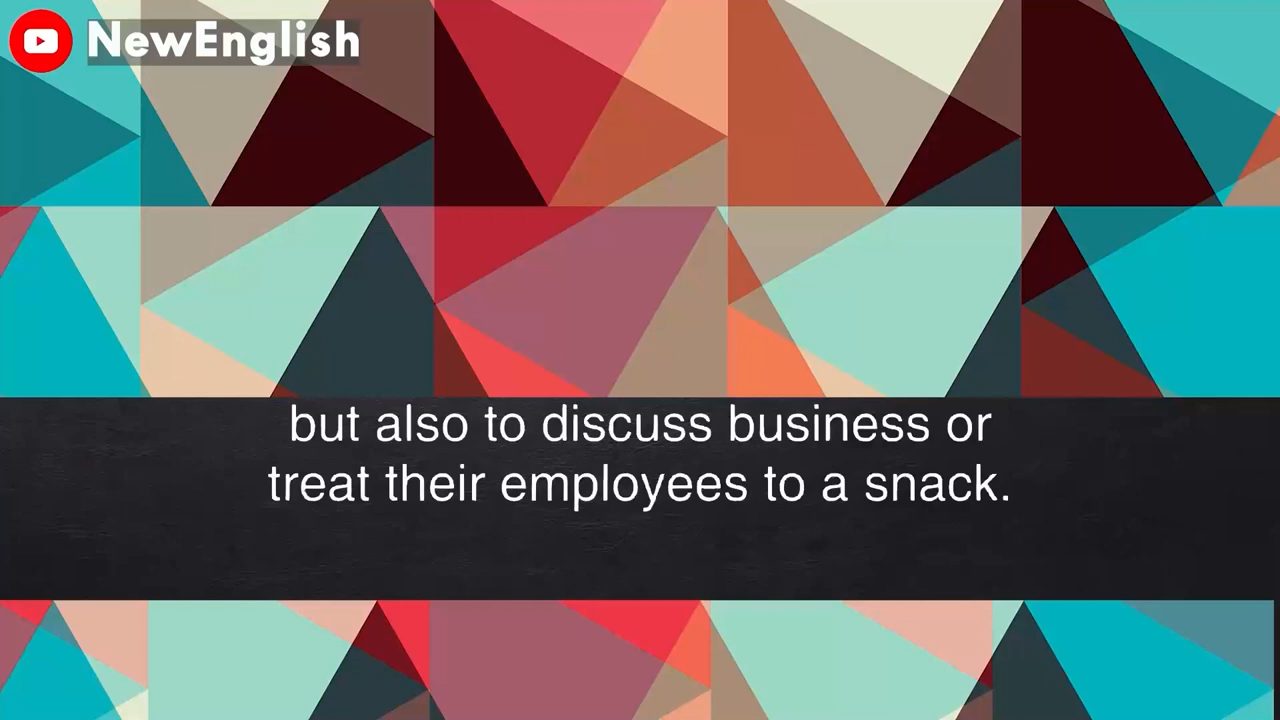 NewEnglish
but also to discuss business or
treat their employees to a snack.